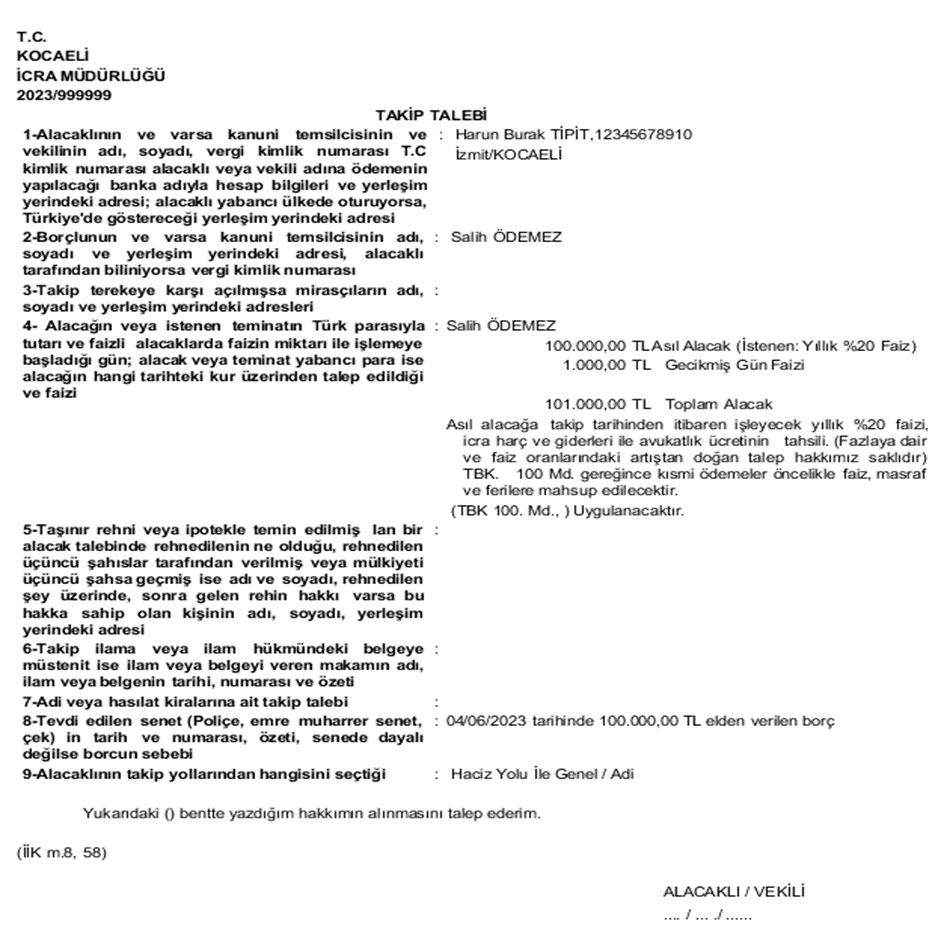 T.C.
KOCAELİ
İCRA MÜDÜRLÜĞÜ
2023/999999
TAKİP TALEBİ
1-Alacaklının ve varsa kanuni temsilcisinin ve vekilinin adı, soyadı, vergi kimlik numarası T.C kimlik numarası alacaklı veya vekili adına ödemenin yapılacağı banka adıyla hesap bilgileri ve yerleşim yerindeki adresi; alacaklı yabancı ülkede oturuyorsa, Türkiye'de göstereceği yerleşim yerindeki adresi : Harun Burak TİPİT,12345678910
İzmit/KOCAELİ
2-Borçlunun ve varsa kanuni temsilcisinin adı, : Salih ÖDEMEZ
soyadı ve yerleşim yerindeki adresi, alacaklı
tarafından biliniyorsa vergi kimlik numarası
3-Takip terekeye karşı açılmışsa mirasçıların adı, :
soyadı ve yerleşim yerindeki adresleri
4- Alacağın veya istenen teminatın Türk parasıyla : Salih ÖDEMEZ
tutarı ve faizli alacaklarda faizin miktarı ile işlemeye
başladığı gün; alacak veya teminat yabancı para ise
alacağın hangi tarihteki kur üzerinden talep edildiği
ve faizi
100.000,00 TL Asıl Alacak (İstenen: Yıllık %20 Faiz)
1.000,00 TL Gecikmiş Gün Faizi
101.000,00 TL Toplam Alacak
Asıl alacağa takip tarihinden itibaren işleyecek yıllık %20 faizi,
icra harç ve giderleri ile avukatlık ücretinin tahsili. (Fazlaya dair
ve faiz oranlarındaki artıştan doğan talep hakkımız saklıdır)
TBK. 100 Md. gereğince kısmi ödemeler öncelikle faiz, masraf
ve ferilere mahsup edilecektir.
(TBK 100. Md., ) Uygulanacaktır.
5-Taşınır rehni veya ipotekle temin edilmiş lan bir :
alacak talebinde rehnedilenin ne olduğu, rehnedilen
üçüncü şahıslar tarafından verilmiş veya mülkiyeti
üçüncü şahsa geçmiş ise adı ve soyadı, rehnedilen
şey üzerinde, sonra gelen rehin hakkı varsa bu
hakka sahip olan kişinin adı, soyadı, yerleşim
yerindeki adresi
6-Takip ilama veya ilam hükmündeki belgeye :
müstenit ise ilam veya belgeyi veren makamın adı,
ilam veya belgenin tarihi, numarası ve özeti
7-Adi veya hasılat kiralarına ait takip talebi :
8-Tevdi edilen senet (Poliçe, emre muharrer senet, : 04/06/2023 tarihinde 100.000,00 TL elden verilen borç
çek) in tarih ve numarası, özeti, senede dayalı
değilse borcun sebebi
9-Alacaklının takip yollarından hangisini seçtiği : Haciz Yolu İle Genel / Adi
Yukarıdaki () bentte yazdığım hakkımın alınmasını talep ederim.
(İİK m.8, 58)
ALACAKLI / VEKİLİ
.... / ... ./ ......